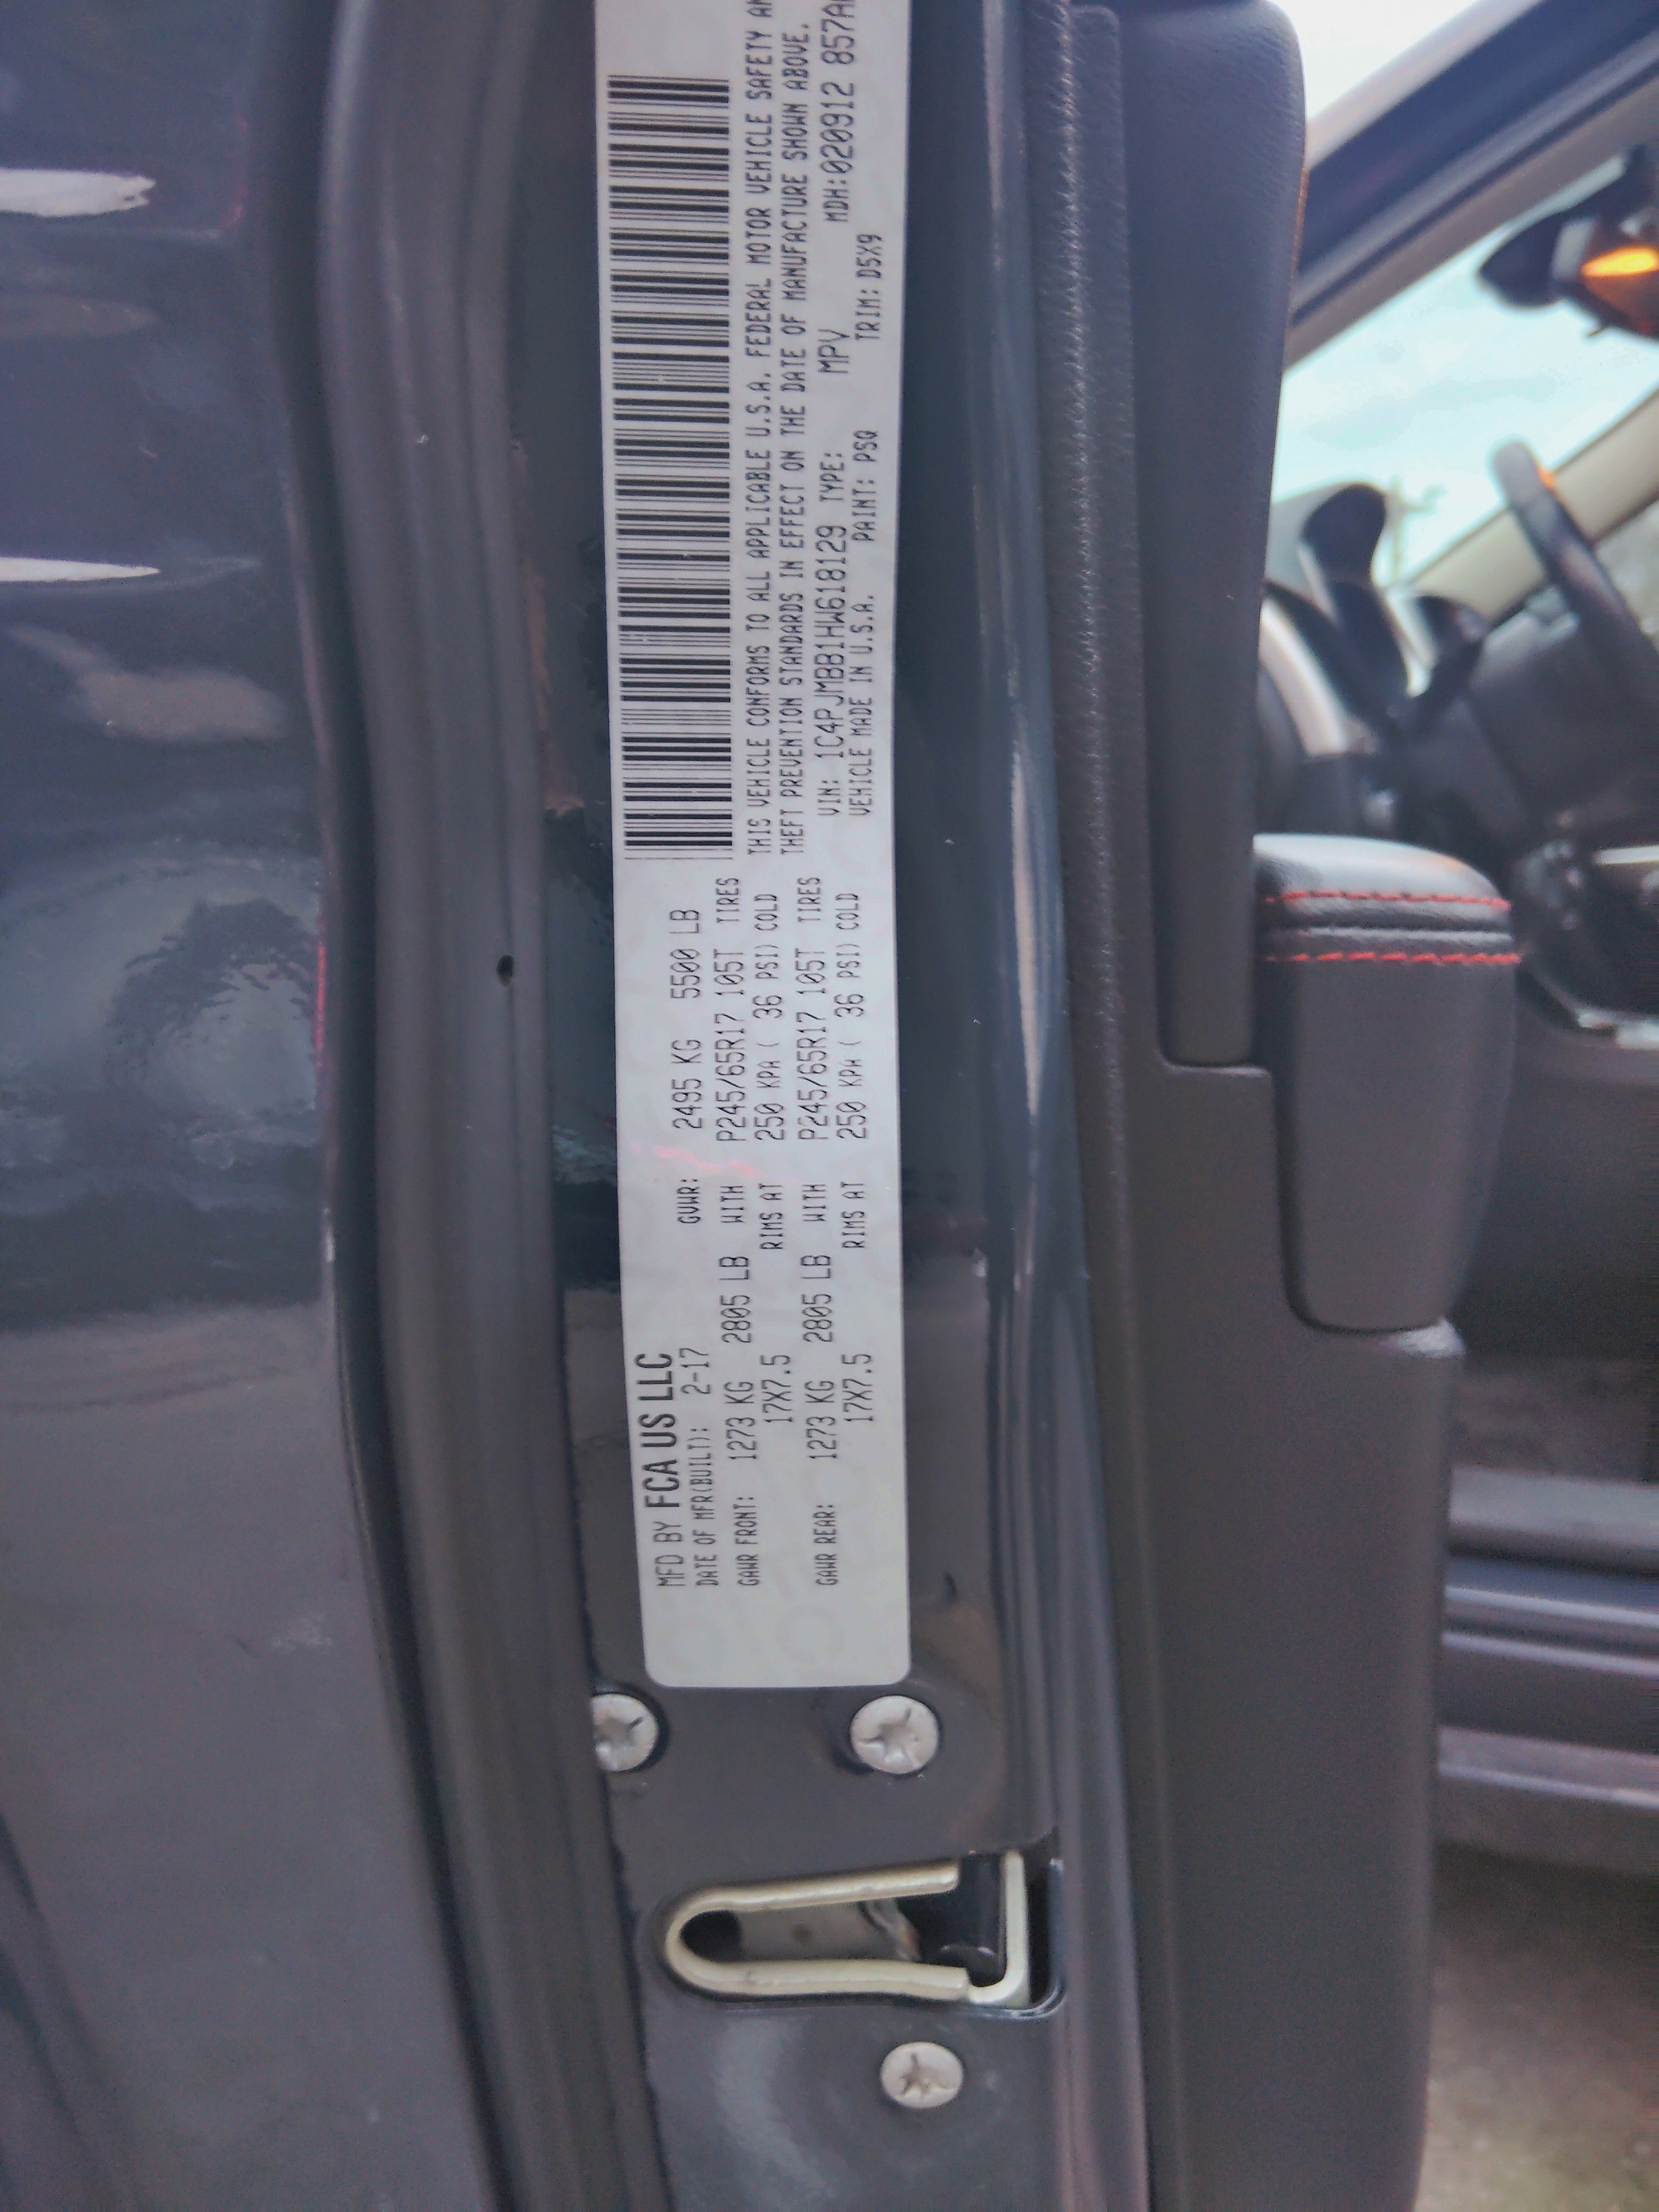 MFD BY FCA US LLC
DATE OF MFR(BUILT): 2-17 GVWR: 2495 KG 5500 LB
GAWR FRONT: 1273 KG 2805 LB WITH P245/65R17 105T TIRES
17X7.5 RIMS AT 250 KPA ( 36 PSI) COLD
GAWR REAR: 1273 KG 2805 LB WITH P245/65R17 105T TIRES
17X7.5 RIMS AT 250 KPA ( 36 PSI) COLD
THIS VEHICLE CONFORMS TO ALL APPLICABLE U.S.A. FEDERAL MOTOR VEHICLE SAFETY
THEFT PREVENTION STANDARDS IN EFFECT ON THE DATE OF MANUFACTURE SHOWN ABOVE.
VIN: 1C4PJMBB1HW618129 TYPE: MPV MDH:020912 857A
VEHICLE MADE IN U.S.A. PAINT: PSQ TRIM: D5X9